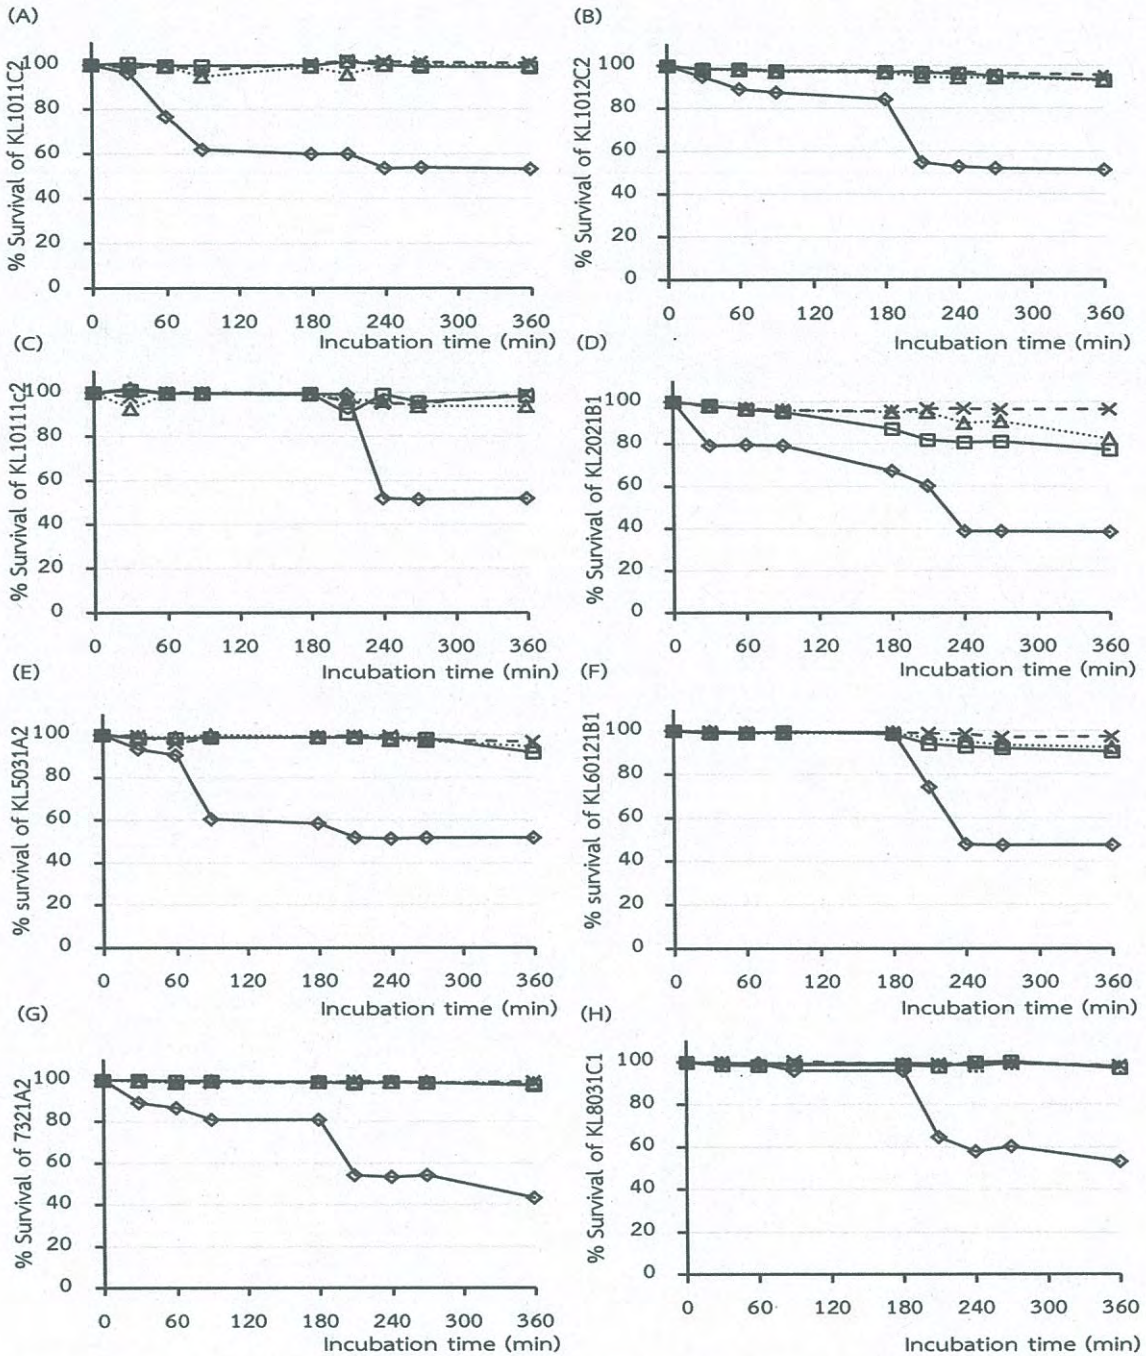 (A)
% Survival of KL1011C2
100
80
60
40
20
0
0 60 120 180 240 300 360
Incubation time (min)
(B)
% Survival of KL1012C2
100
80
60
40
20
0
0 60 120 180 240 300 360
Incubation time (min)
(C)
% Survival of KL10111c2
100
80
60
40
20
0
0 60 120 180 240 300 360
Incubation time (min)
(D)
% Survival of KL2021B1
100
80
60
40
20
0
0 60 120 180 240 300 360
Incubation time (min)
(E)
% survival of KL5031A2
100
80
60
40
20
0
0 60 120 180 240 300 360
Incubation time (min)
(F)
% survival of KL60121B1
100
80
60
40
20
0
0 60 120 180 240 300 360
Incubation time (min)
(G)
% Survival of 7321A2
100
80
60
40
20
0
0 60 120 180 240 300 360
Incubation time (min)
(H)
% Survival of KL8031C1
100
80
60
40
20
0
0 60 120 180 240 300 360
Incubation time (min)